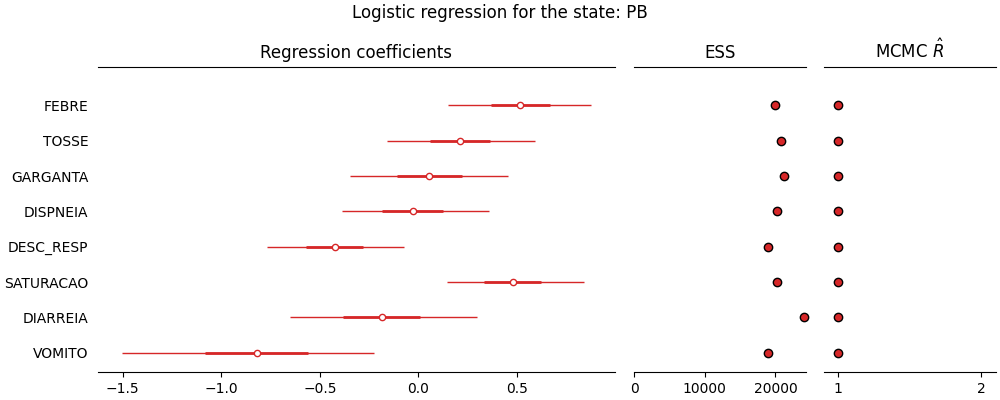 Logistic regression for the state: PB
Regression coefficients
ESS
MCMC R̂
FEBRE
TOSSE
GARGANTA
DISPNEIA
DESC_RESP
SATURACAO
DIARREIA
VOMITO
−1.5 −1.0 −0.5 0.0 0.5
0 10000 20000
1 2